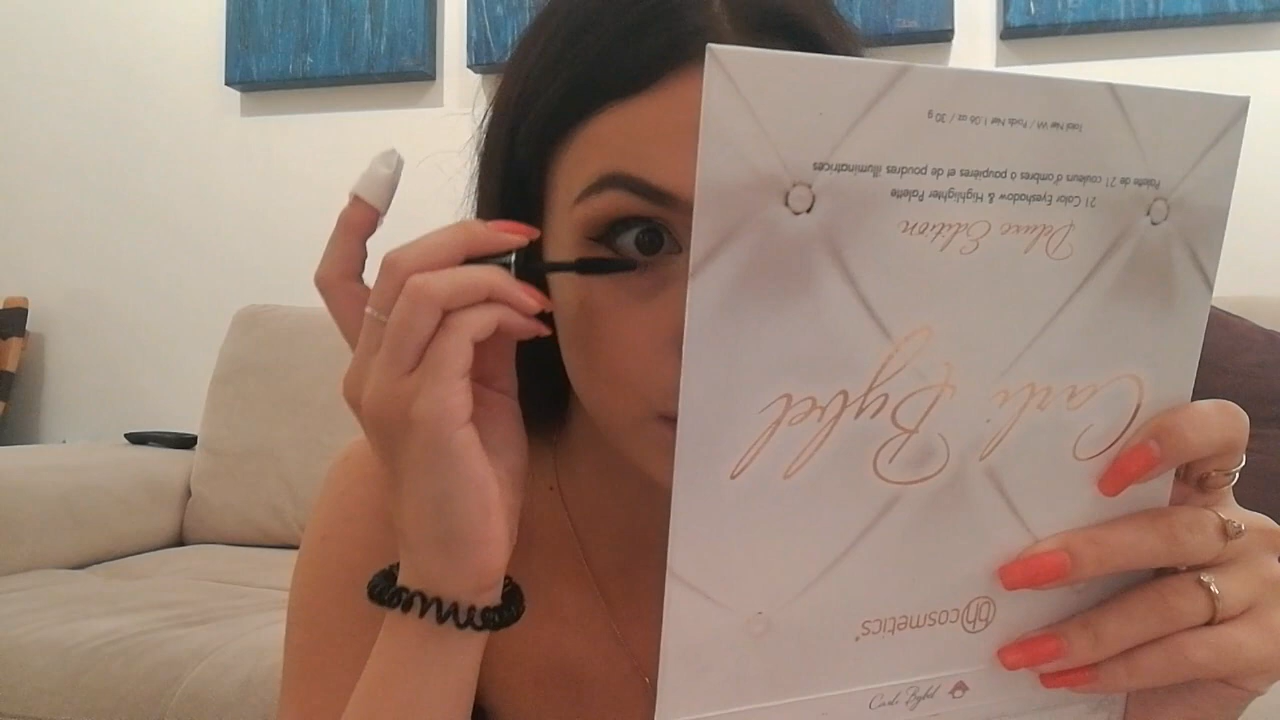 Carli Bybel
bh cosmetics®
Carli Bybel
Deluxe Edition
21 Color Eyeshadow & Highlighter Palette
Palette de 21 couleurs d'ombres à paupières et de poudres illuminatrices
Total Net Wt / Poids Net 1.06 oz / 30 g